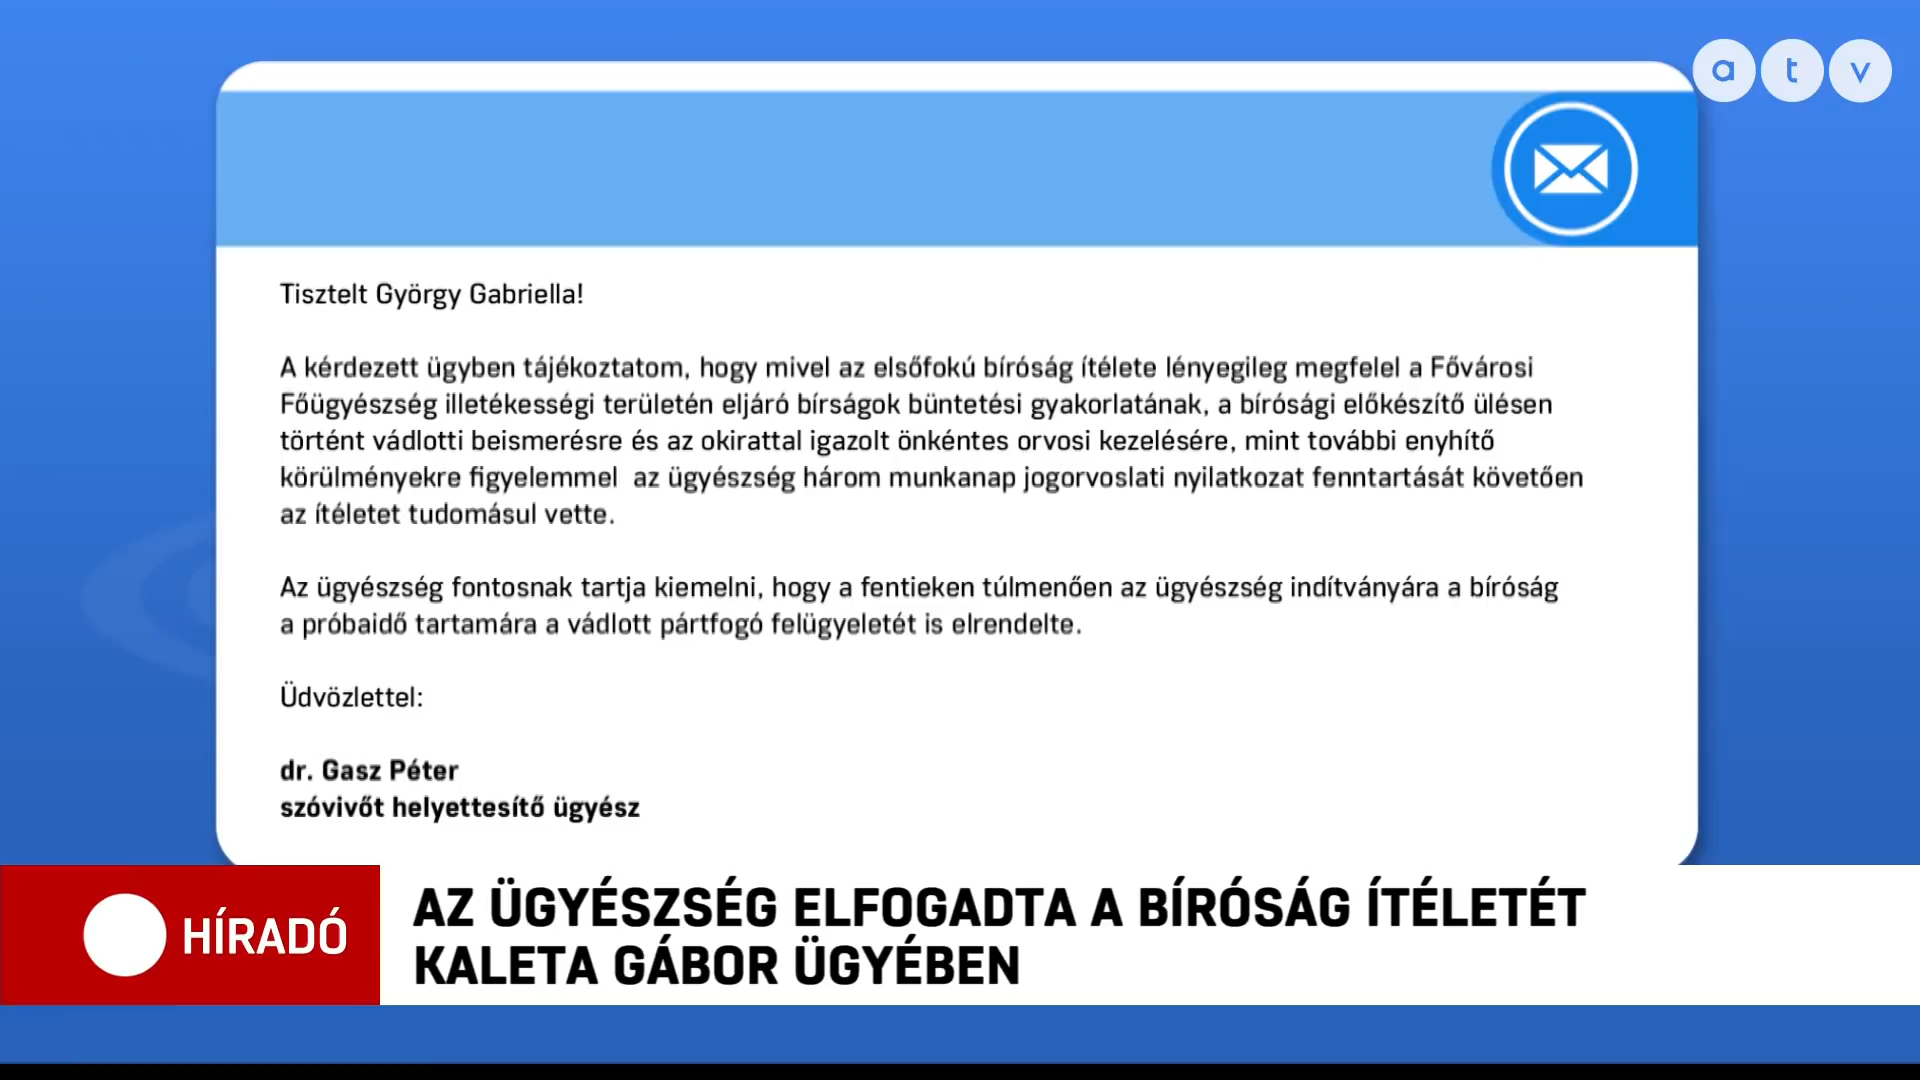 a t v
Tisztelt György Gabriella!
A kérdezett ügyben tájékoztatom, hogy mivel az elsőfokú bíróság ítélete lényegileg megfelel a Fővárosi
Főügyészség illetékességi területén eljáró bírságok büntetési gyakorlatának, a bírósági előkészítő ülésen
történt vádlotti beismerésre és az okirattal igazolt önkéntes orvosi kezelésére, mint további enyhítő
körülményekre figyelemmel  az ügyészség három munkanap jogorvoslati nyilatkozat fenntartását követően
az ítéletet tudomásul vette.
Az ügyészség fontosnak tartja kiemelni, hogy a fentieken túlmenően az ügyészség indítványára a bíróság
a próbaidő tartamára a vádlott pártfogó felügyeletét is elrendelte.
Üdvözlettel:
dr. Gasz Péter
szóvivőt helyettesítő ügyész
HÍRADÓ
AZ ÜGYÉSZSÉG ELFOGADTA A BÍRÓSÁG ÍTÉLETÉT
KALETA GÁBOR ÜGYÉBEN